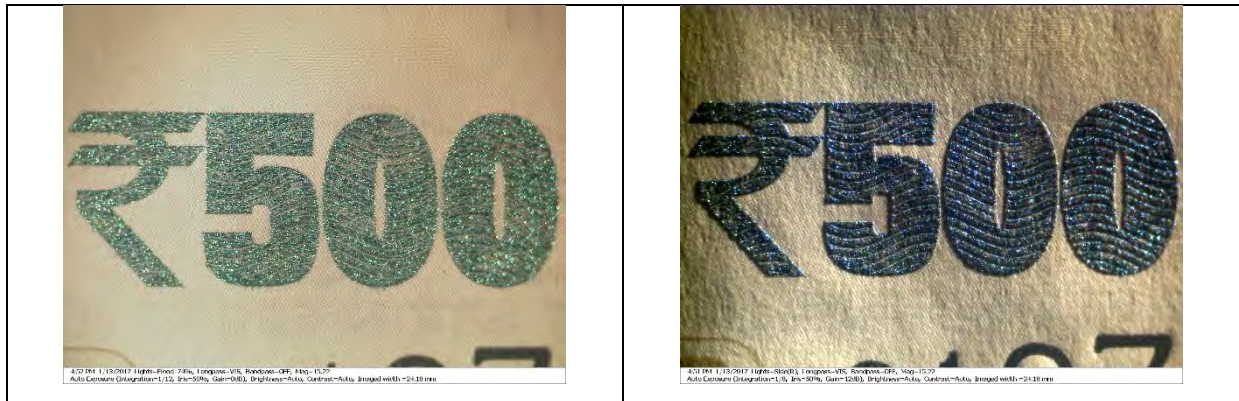 ₹500
4:52 PM 1/13/2017 Lights=Flood 74%, Longpass=VIS, Bandpass=OFF, Mag=15.22
Auto Exposure (Integration=1/12, Iris=50%, Gain=0dB), Brightness=Auto, Contrast=Auto, Imaged width =24.18 mm
₹500
4:51 PM 1/13/2017 Lights=Side(R), Longpass=VIS, Bandpass=OFF, Mag=15.22
Auto Exposure (Integration=1/8, Iris=50%, Gain=12dB), Brightness=Auto, Contrast=Auto, Imaged width =24.18 mm